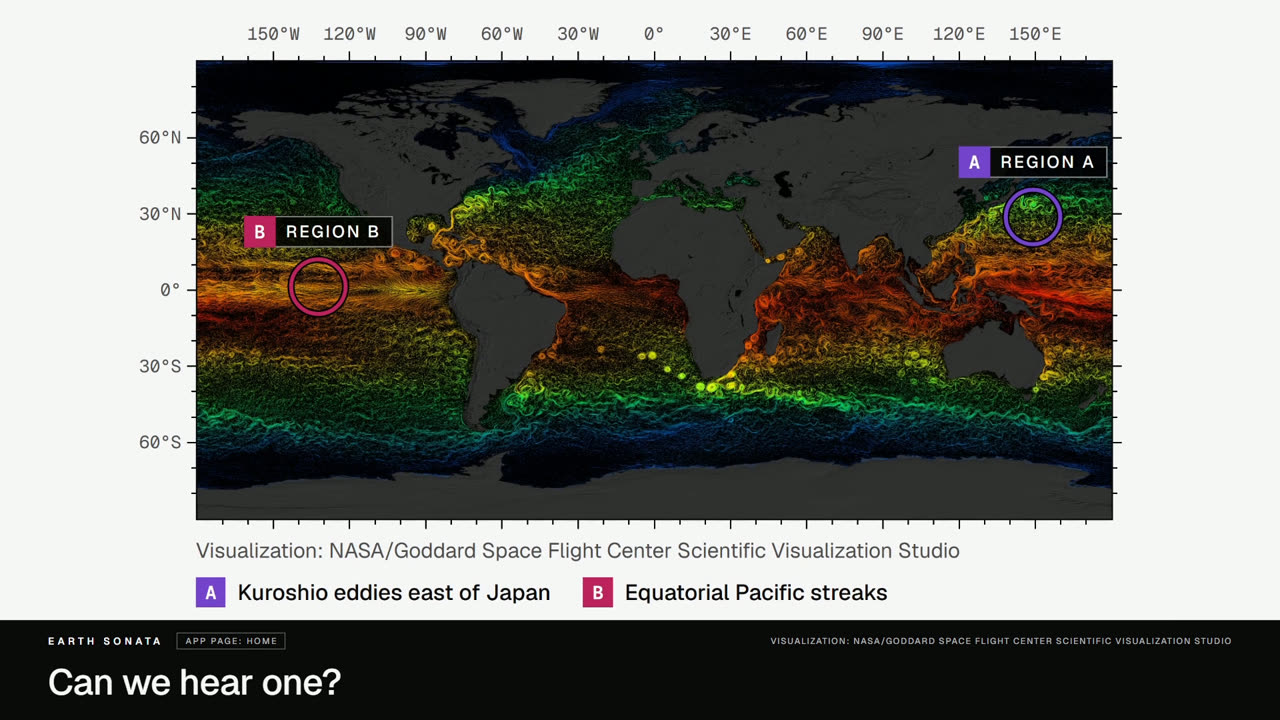 150°W 120°W 90°W 60°W 30°W 0° 30°E 60°E 90°E 120°E 150°E
60°N
A REGION A
30°N
B REGION B
0°
30°S
60°S
Visualization: NASA/Goddard Space Flight Center Scientific Visualization Studio
A Kuroshio eddies east of Japan B Equatorial Pacific streaks
EARTH SONATA APP PAGE: HOME VISUALIZATION: NASA/GODDARD SPACE FLIGHT CENTER SCIENTIFIC VISUALIZATION STUDIO
Can we hear one?